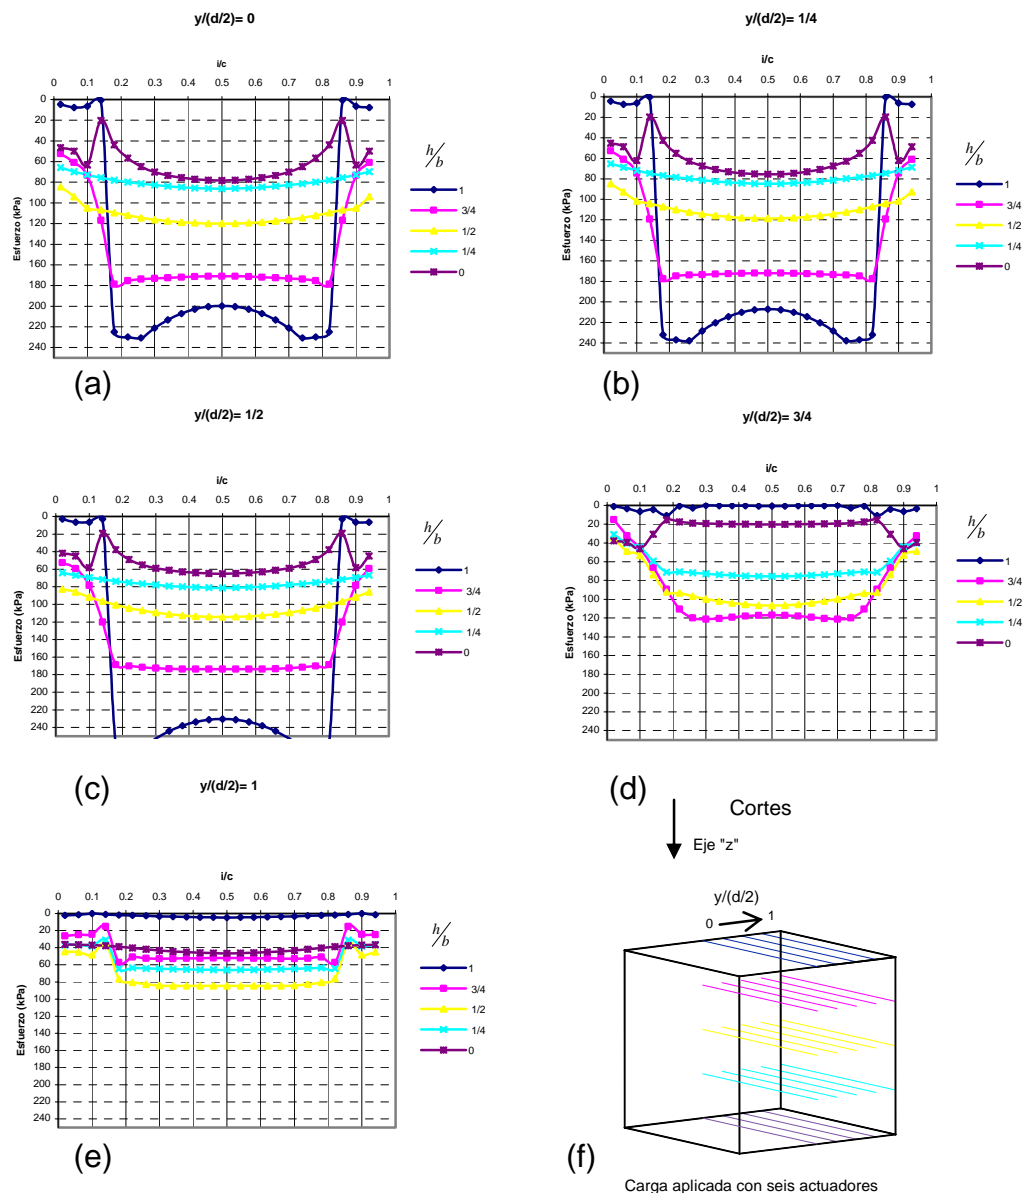 y/(d/2)= 0
i/c
0 0.1 0.2 0.3 0.4 0.5 0.6 0.7 0.8 0.9 1
0
20
40
60
80
100
120
140
160
180
200
220
240
Esfuerzo (kPa)
h/b
1
3/4
1/2
1/4
0
(a)
y/(d/2)= 1/4
i/c
0 0.1 0.2 0.3 0.4 0.5 0.6 0.7 0.8 0.9 1
0
20
40
60
80
100
120
140
160
180
200
220
240
Esfuerzo (kPa)
h/b
1
3/4
1/2
1/4
0
(b)
y/(d/2)= 1/2
i/c
0 0.1 0.2 0.3 0.4 0.5 0.6 0.7 0.8 0.9 1
0
20
40
60
80
100
120
140
160
180
200
220
240
Esfuerzo (kPa)
h/b
1
3/4
1/2
1/4
0
(c)
y/(d/2)= 3/4
i/c
0 0.1 0.2 0.3 0.4 0.5 0.6 0.7 0.8 0.9 1
0
20
40
60
80
100
120
140
160
180
200
220
240
Esfuerzo (kPa)
h/b
1
3/4
1/2
1/4
0
(d)
y/(d/2)= 1
i/c
0 0.1 0.2 0.3 0.4 0.5 0.6 0.7 0.8 0.9 1
0
20
40
60
80
100
120
140
160
180
200
220
240
Esfuerzo (kPa)
h/b
1
3/4
1/2
1/4
0
(e)
Cortes
Eje "z"
y/(d/2)
0 1
(f)
Carga aplicada con seis actuadores